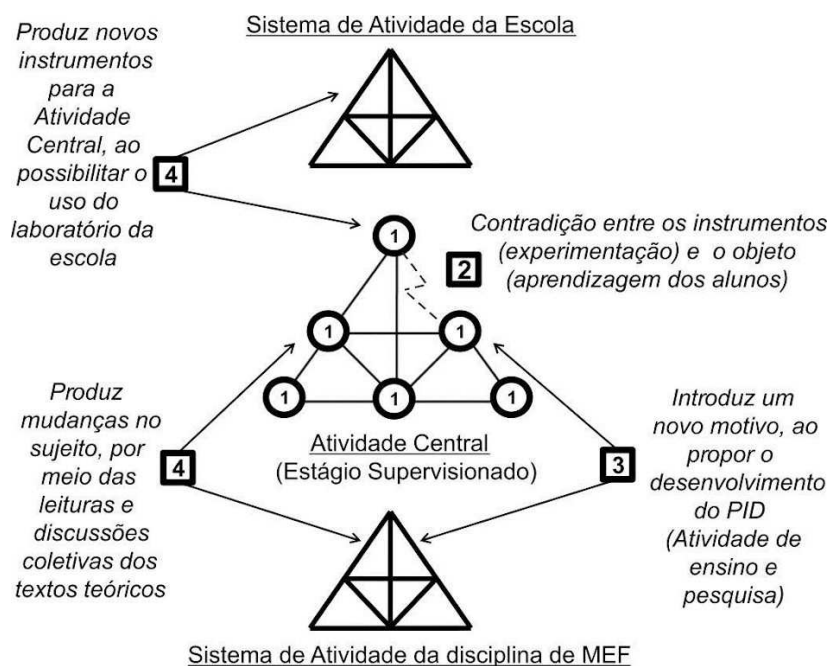 Sistema de Atividade da Escola
Produz novos
instrumentos
para a
Atividade
Central, ao
possibilitar o
uso do
laboratório da
escola
4
1
Contradição entre os instrumentos
(experimentação) e o objeto
(aprendizagem dos alunos)
2
1
1
1
1
1
Atividade Central
(Estágio Supervisionado)
Produz
mudanças no
sujeito, por
meio das
leituras e
discussões
coletivas dos
textos teóricos
4
3
Introduz um
novo motivo, ao
propor o
desenvolvimento
do PID
(Atividade de
ensino e
pesquisa)
Sistema de Atividade da disciplina de MEF